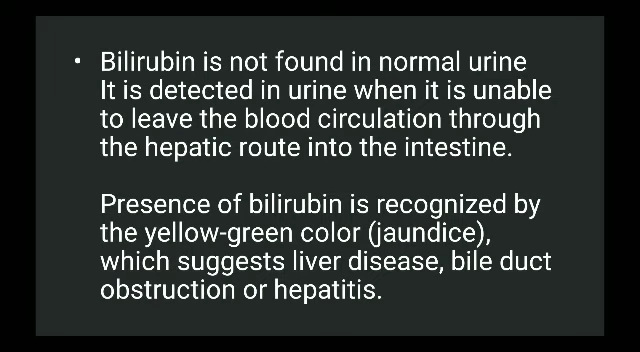 • Bilirubin is not found in normal urine
It is detected in urine when it is unable
to leave the blood circulation through
the hepatic route into the intestine.
Presence of bilirubin is recognized by
the yellow-green color (jaundice),
which suggests liver disease, bile duct
obstruction or hepatitis.